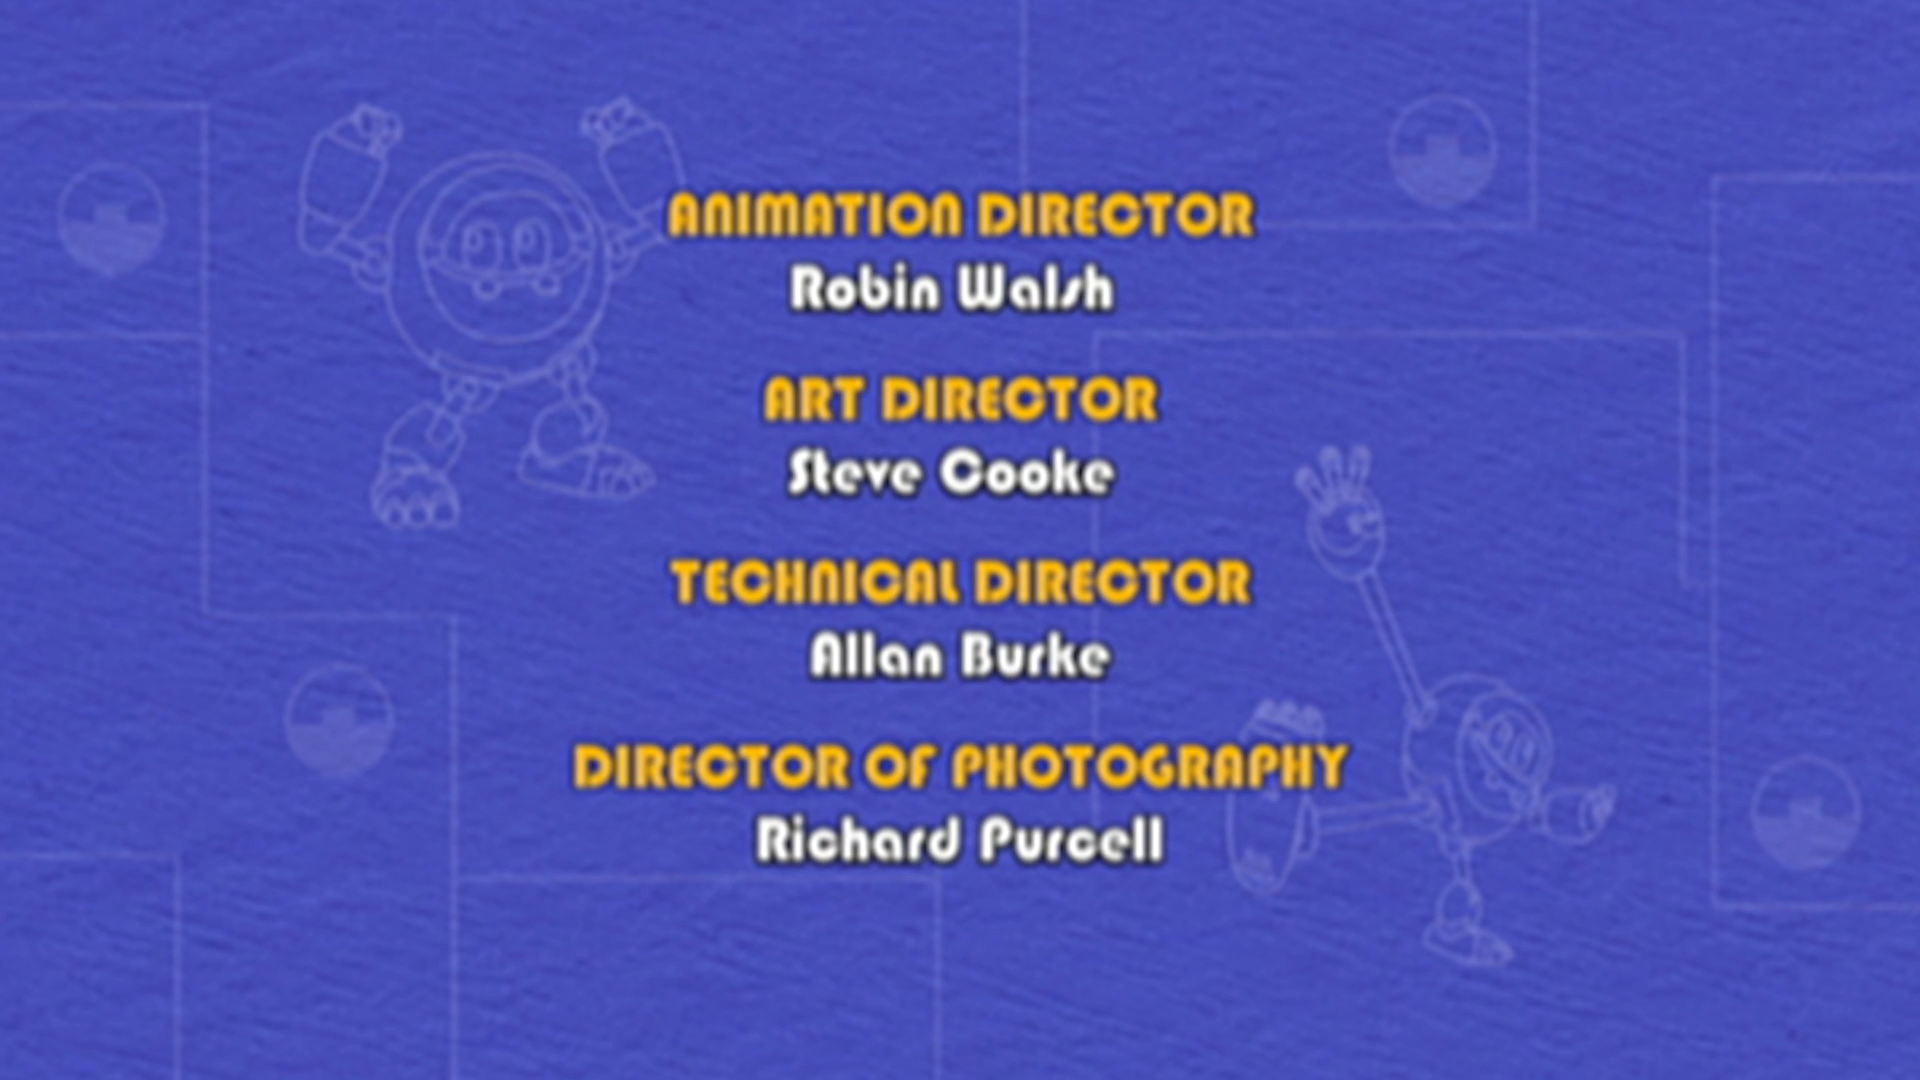 ANIMATION DIRECTOR
Robin Walsh
ART DIRECTOR
Steve Cooke
TECHNICAL DIRECTOR
Allan Burke
DIRECTOR OF PHOTOGRAPHY
Richard Purcell